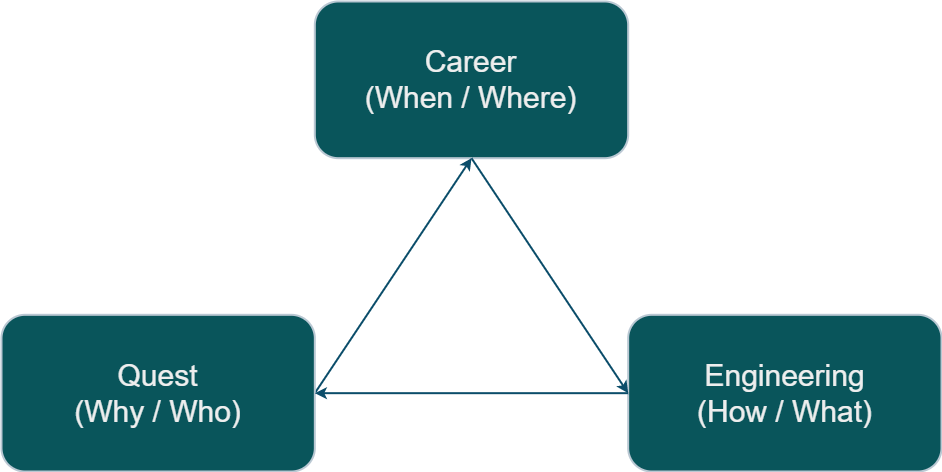 Career
(When / Where)
Quest
(Why / Who)
Engineering
(How / What)